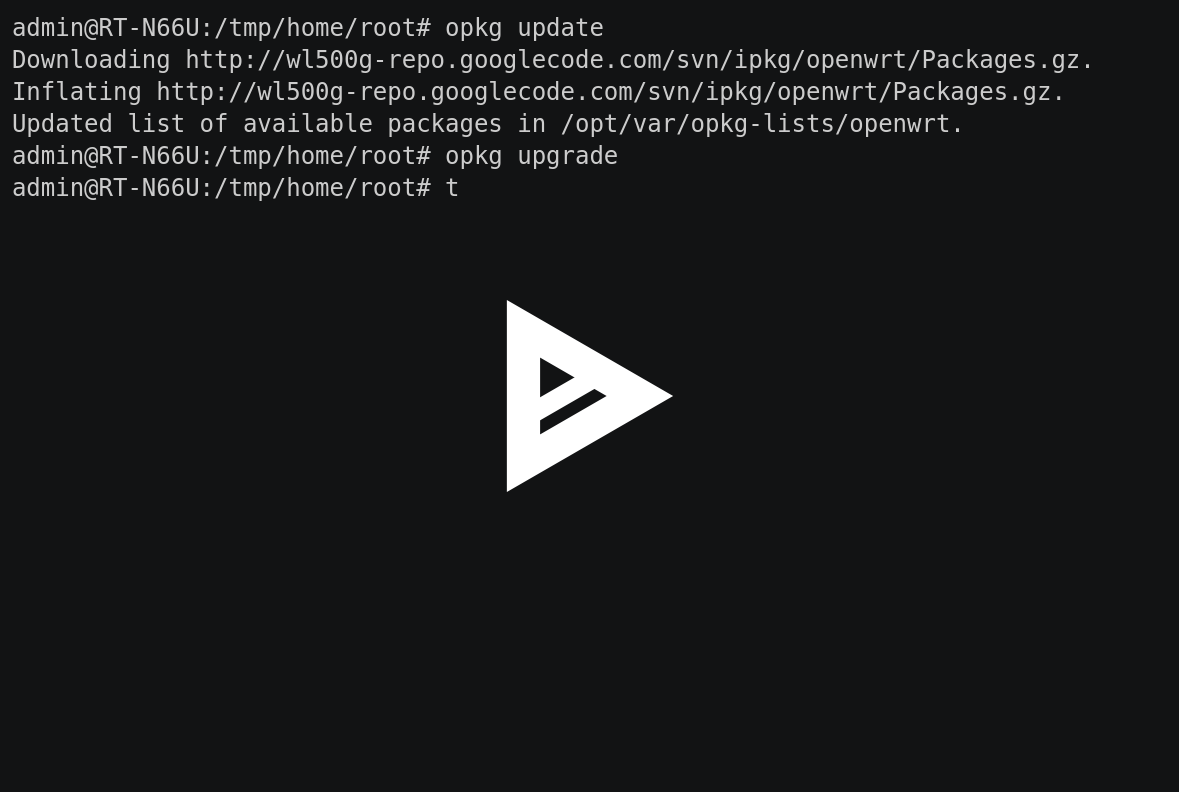 admin@RT-N66U:/tmp/home/root# opkg update
Downloading http://wl500g-repo.googlecode.com/svn/ipkg/openwrt/Packages.gz.
Inflating http://wl500g-repo.googlecode.com/svn/ipkg/openwrt/Packages.gz.
Updated list of available packages in /opt/var/opkg-lists/openwrt.
admin@RT-N66U:/tmp/home/root# opkg upgrade
admin@RT-N66U:/tmp/home/root# t